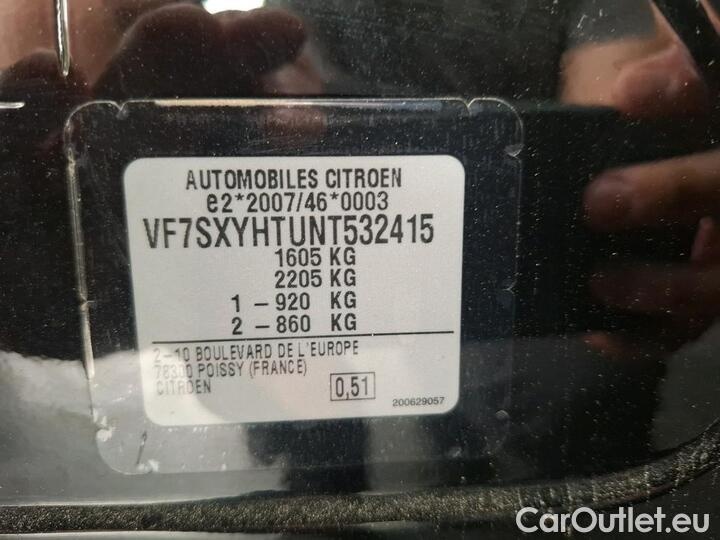 AUTOMOBILES CITROEN
e2*2007/46*0003
VF7SXYHTUNT532415
1605 KG
2205 KG
1 - 920 KG
2 - 860 KG
2-10 BOULEVARD DE L'EUROPE
78300 POISSY (FRANCE)
CITROEN
0,51
200629057
CarOutlet.eu